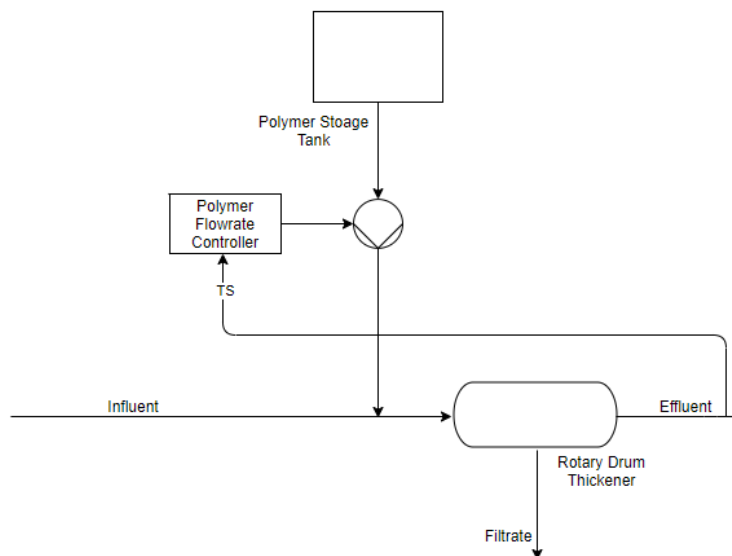 Polymer Stoage
Tank
Polymer
Flowrate
Controller
TS
Influent
Effluent
Rotary Drum
Thickener
Filtrate